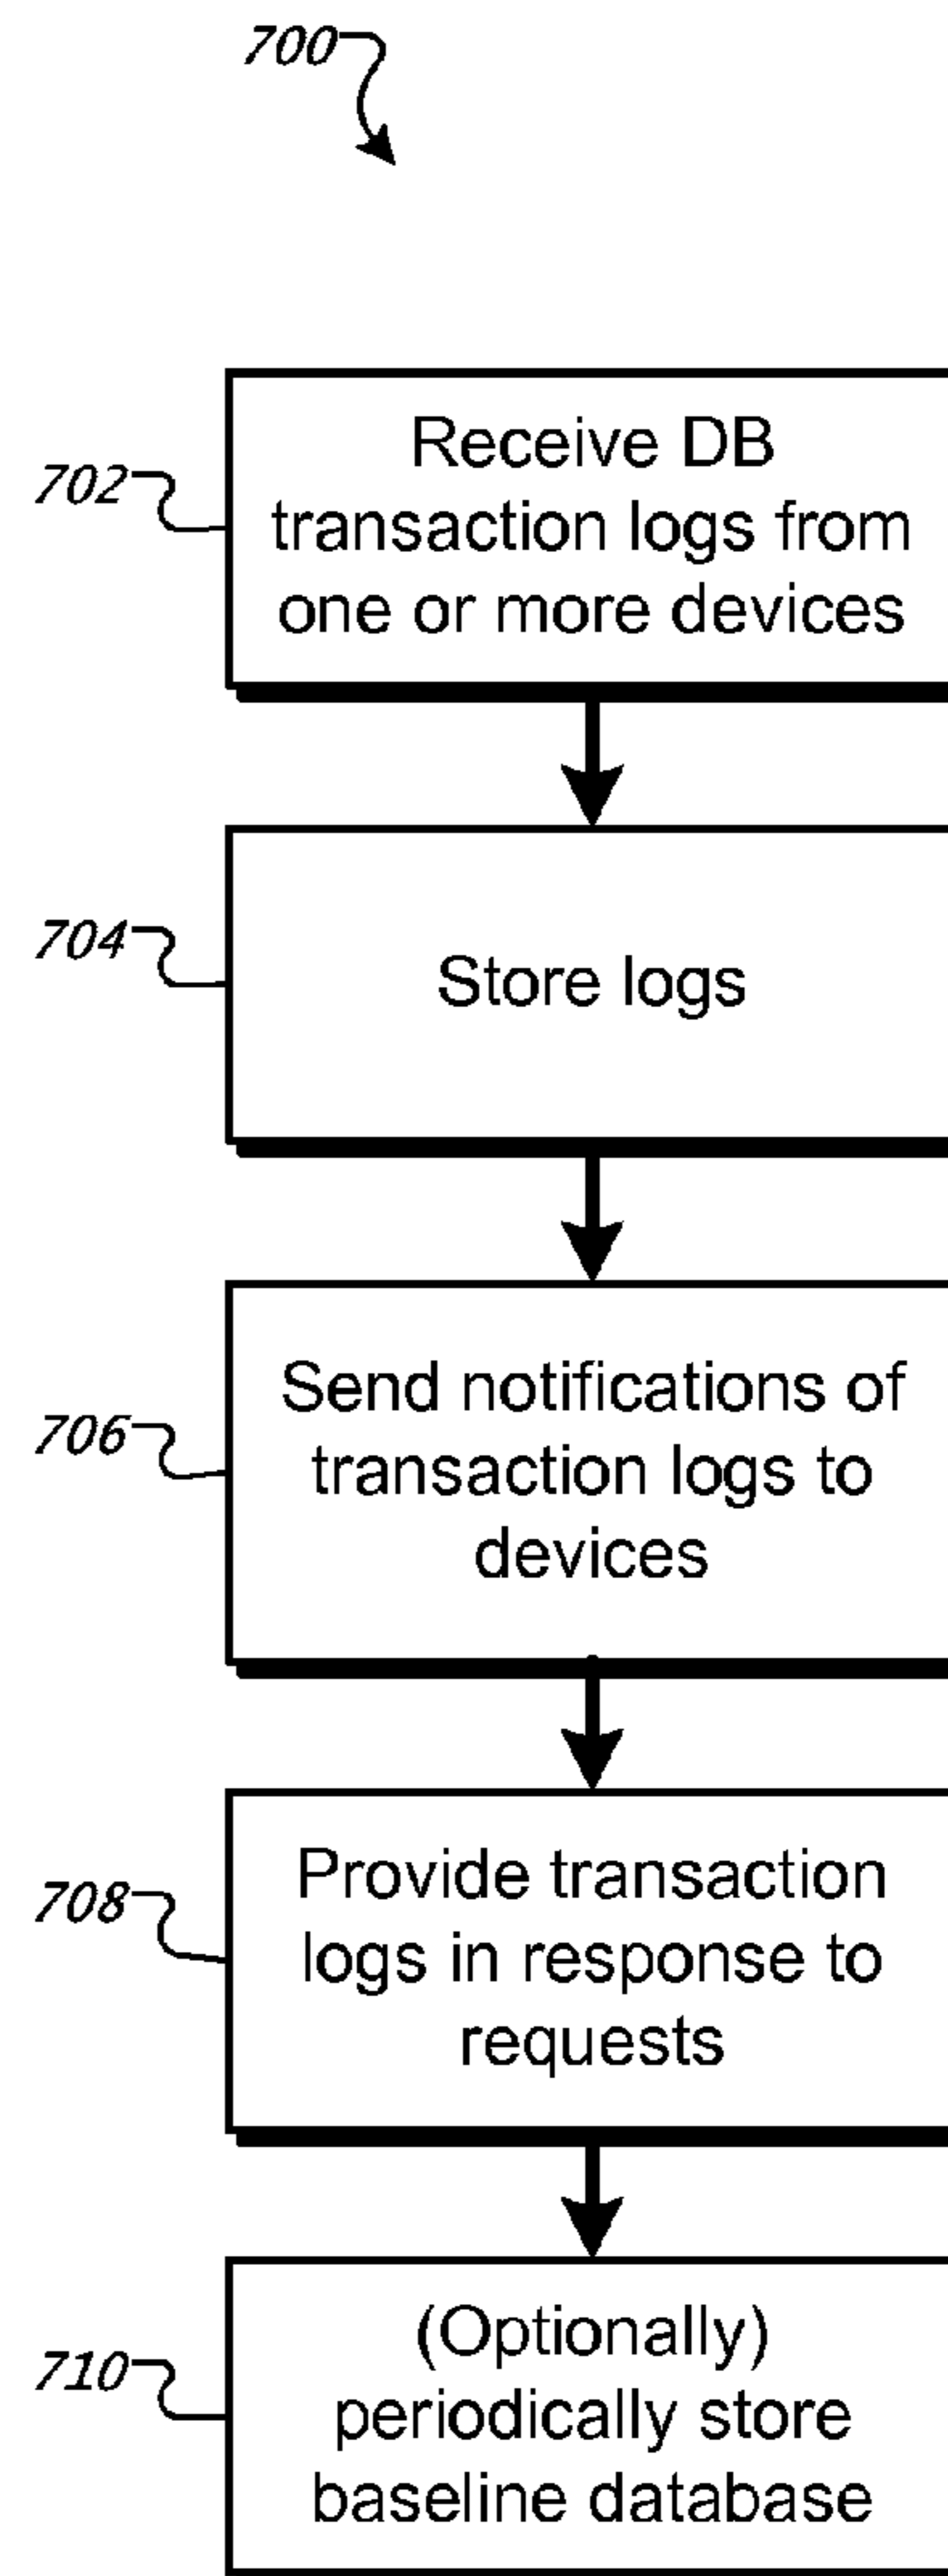 700
702
Receive DB
transaction logs from
one or more devices
704
Store logs
706
Send notifications of
transaction logs to
devices
708
Provide transaction
logs in response to
requests
710
(Optionally)
periodically store
baseline database